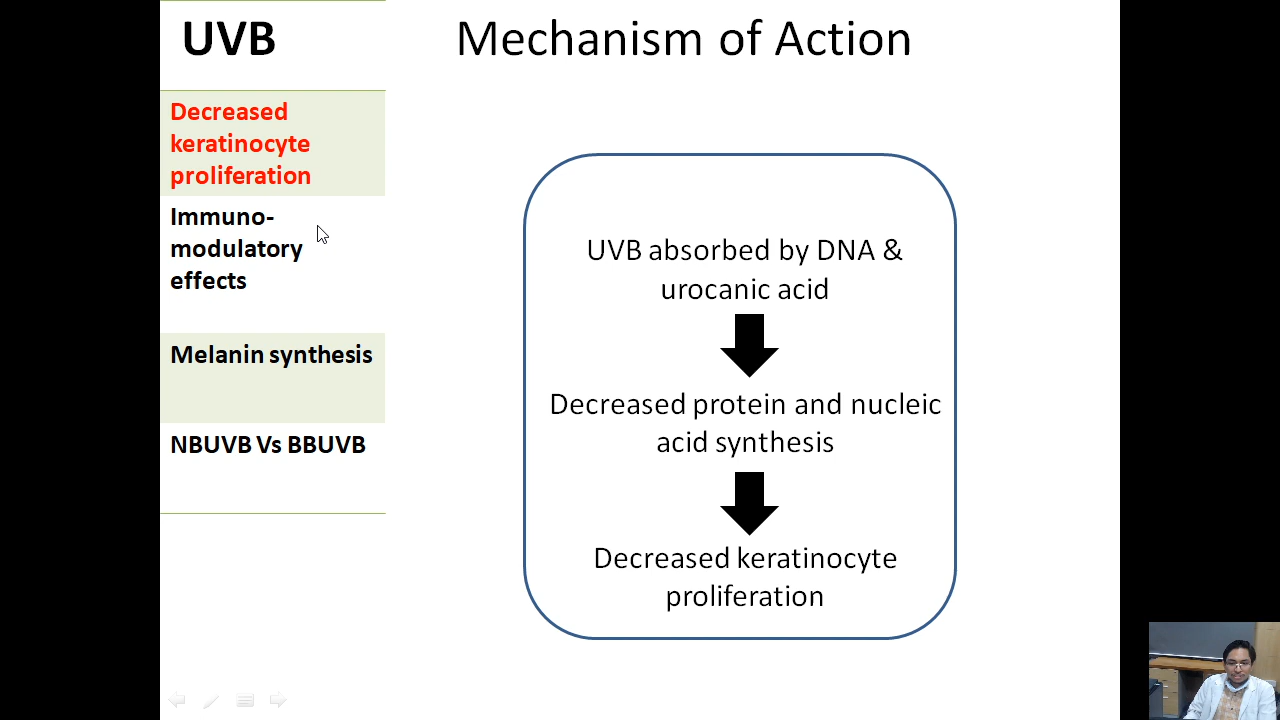 UVB
Mechanism of Action
Decreased
keratinocyte
proliferation
Immuno-
modulatory
effects
Melanin synthesis
NBUVB Vs BBUVB
UVB absorbed by DNA &
urocanic acid
Decreased protein and nucleic
acid synthesis
Decreased keratinocyte
proliferation